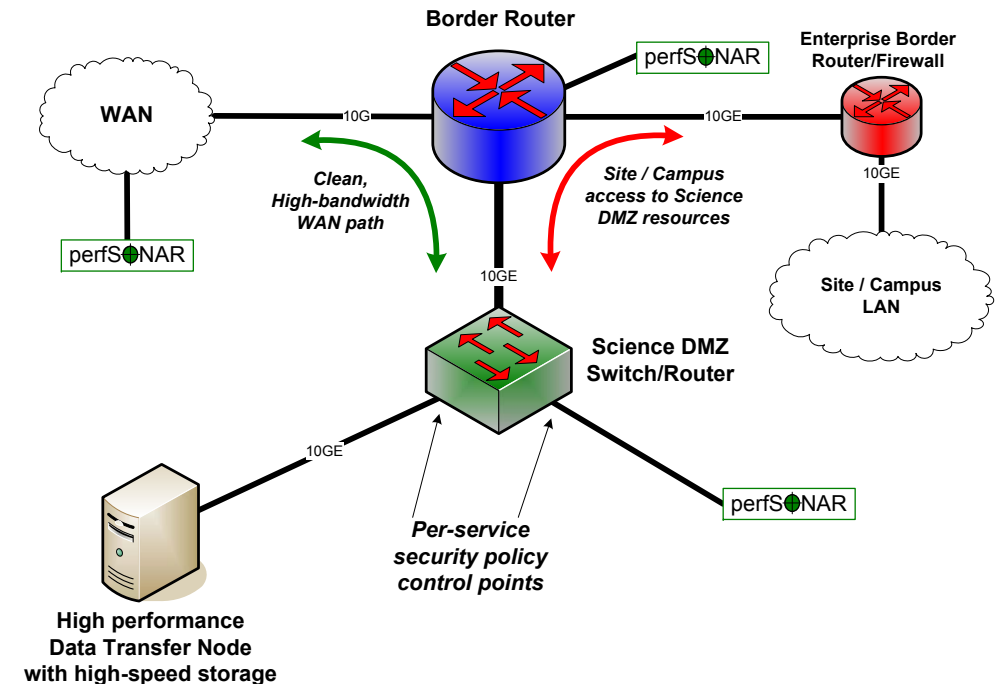 Border Router
perfSONAR
Enterprise Border
Router/Firewall
WAN
10G
10GE
10GE
Clean,
High-bandwidth
WAN path
Site / Campus
access to Science
DMZ resources
perfSONAR
10GE
Site / Campus
LAN
Science DMZ
Switch/Router
10GE
perfSONAR
Per-service
security policy
control points
High performance
Data Transfer Node
with high-speed storage